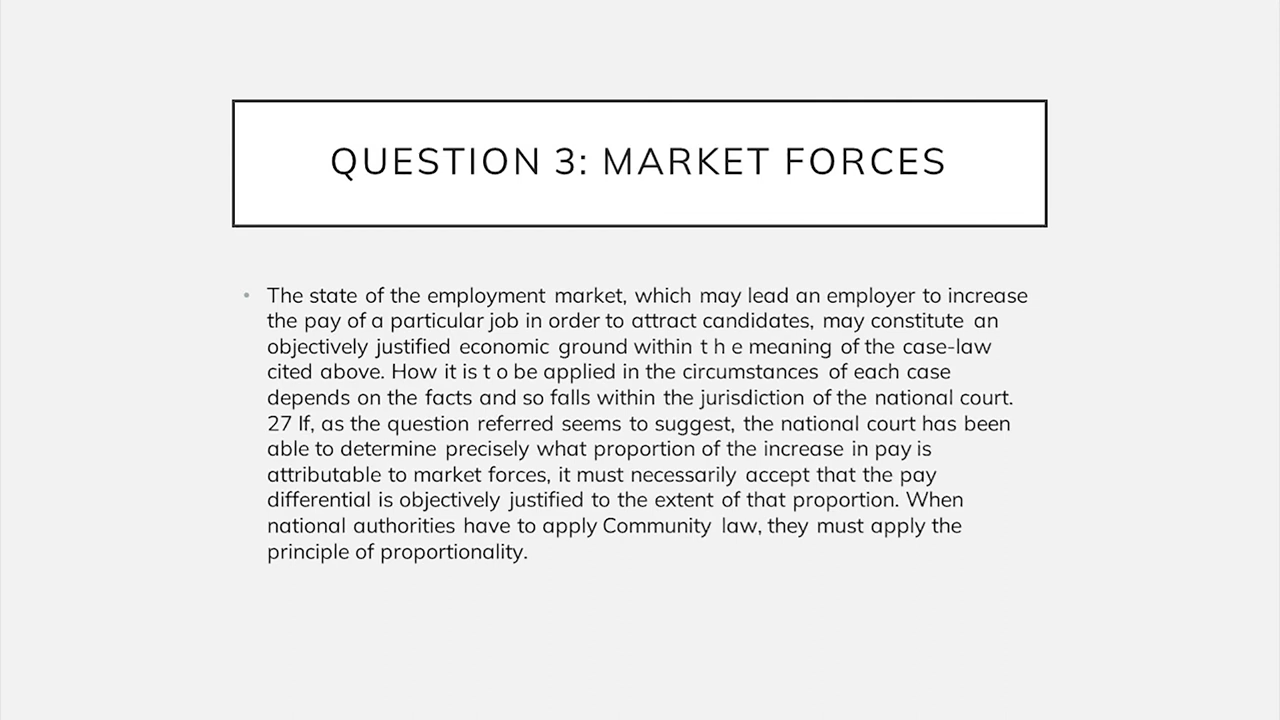 QUESTION 3: MARKET FORCES
• The state of the employment market, which may lead an employer to increase
the pay of a particular job in order to attract candidates, may constitute an
objectively justified economic ground within t h e meaning of the case-law
cited above. How it is t o be applied in the circumstances of each case
depends on the facts and so falls within the jurisdiction of the national court.
27 If, as the question referred seems to suggest, the national court has been
able to determine precisely what proportion of the increase in pay is
attributable to market forces, it must necessarily accept that the pay
differential is objectively justified to the extent of that proportion. When
national authorities have to apply Community law, they must apply the
principle of proportionality.